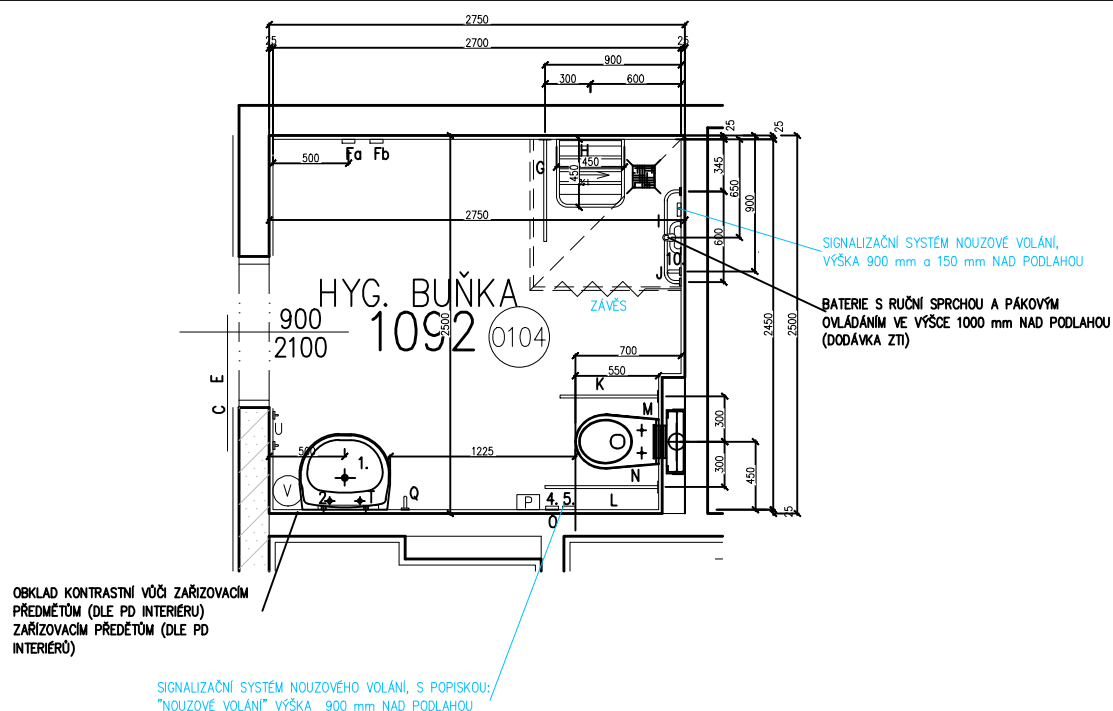 2750
25
2700
25
900
300
600
25
25
Fa
Fb
500
G
H
450
450
345
650
900
2750
I
600
J
10.
SIGNALIZAČNÍ SYSTÉM NOUZOVÉ VOLÁNÍ,
VÝŠKA 900 mm a 150 mm NAD PODLAHOU
HYG. BUŇKA
1092
0104
ZÁVĚS
BATERIE S RUČNÍ SPRCHOU A PÁKOVÝM
OVLÁDÁNÍM VE VÝŠCE 1000 mm NAD PODLAHOU
(DODÁVKA ZTI)
900
2100
2500
2450
2500
700
550
E
C
K
M
300
U
500
1.
1225
300
450
N
V
2
T
Q
P
4.
5.
L
O
25
OBKLAD KONTRASTNÍ VŮČI ZAŘIZOVACÍM
PŘEDMĚTŮM (DLE PD INTERIÉRU)
ZAŘÍZOVACÍM PŘEDĚTŮM (DLE PD
INTERIÉRŮ)
SIGNALIZAČNÍ SYSTÉM NOUZOVÉHO VOLÁNÍ, S POPISKOU:
"NOUZOVÉ VOLÁNÍ" VÝŠKA 900 mm NAD PODLAHOU